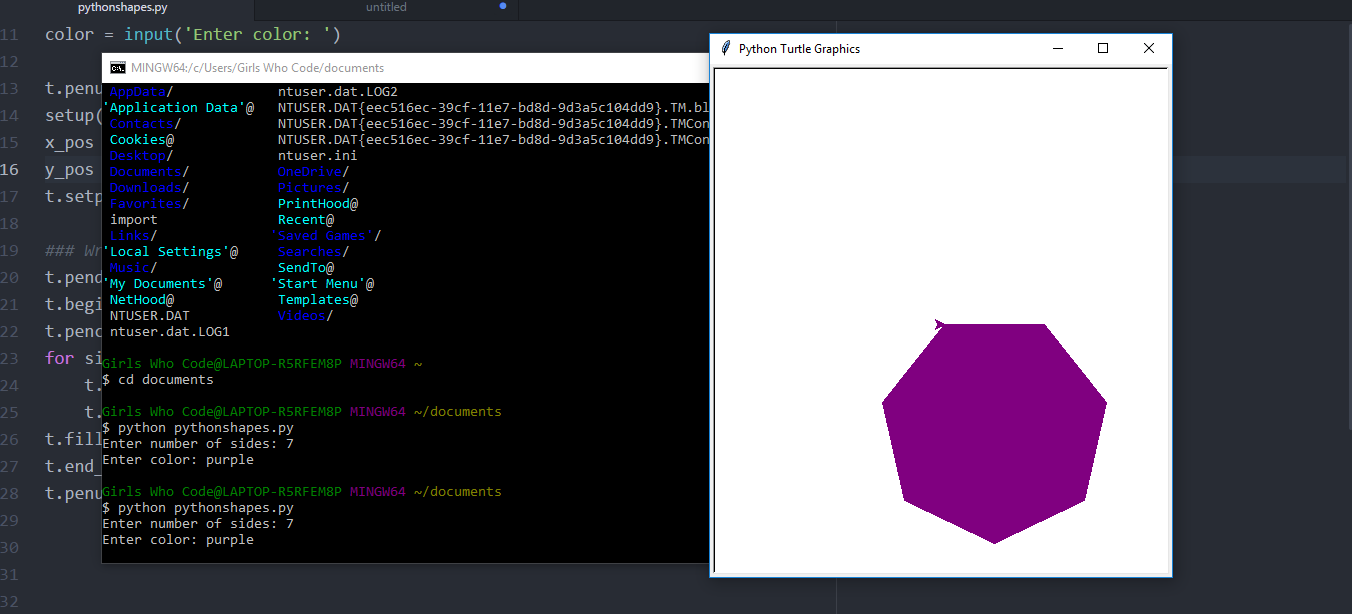 pythonshapes.py
untitled
11 color = input('Enter color: ')
12
13 t.penu
14 setup(
15 x_pos
16 y_pos
17 t.setp
18
19 ### Wr
20 t.pend
21 t.begi
22 t.penc
23 for si
24 t.
25 t.
26 t.fill
27 t.end_
28 t.penu
29
30
31
32
MINGW64:/c/Users/Girls Who Code/documents
AppData/ ntuser.dat.LOG2
'Application Data'@ NTUSER.DAT{eec516ec-39cf-11e7-bd8d-9d3a5c104dd9}.TM.bl
Contacts/ NTUSER.DAT{eec516ec-39cf-11e7-bd8d-9d3a5c104dd9}.TMCon
Cookies@ NTUSER.DAT{eec516ec-39cf-11e7-bd8d-9d3a5c104dd9}.TMCon
Desktop/ ntuser.ini
Documents/ OneDrive/
Downloads/ Pictures/
Favorites/ PrintHood@
import Recent@
Links/ 'Saved Games'/
'Local Settings'@ Searches/
Music/ SendTo@
'My Documents'@ 'Start Menu'@
NetHood@ Templates@
NTUSER.DAT Videos/
ntuser.dat.LOG1
Girls Who Code@LAPTOP-R5RFEM8P MINGW64 ~
$ cd documents
Girls Who Code@LAPTOP-R5RFEM8P MINGW64 ~/documents
$ python pythonshapes.py
Enter number of sides: 7
Enter color: purple
Girls Who Code@LAPTOP-R5RFEM8P MINGW64 ~/documents
$ python pythonshapes.py
Enter number of sides: 7
Enter color: purple
Python Turtle Graphics